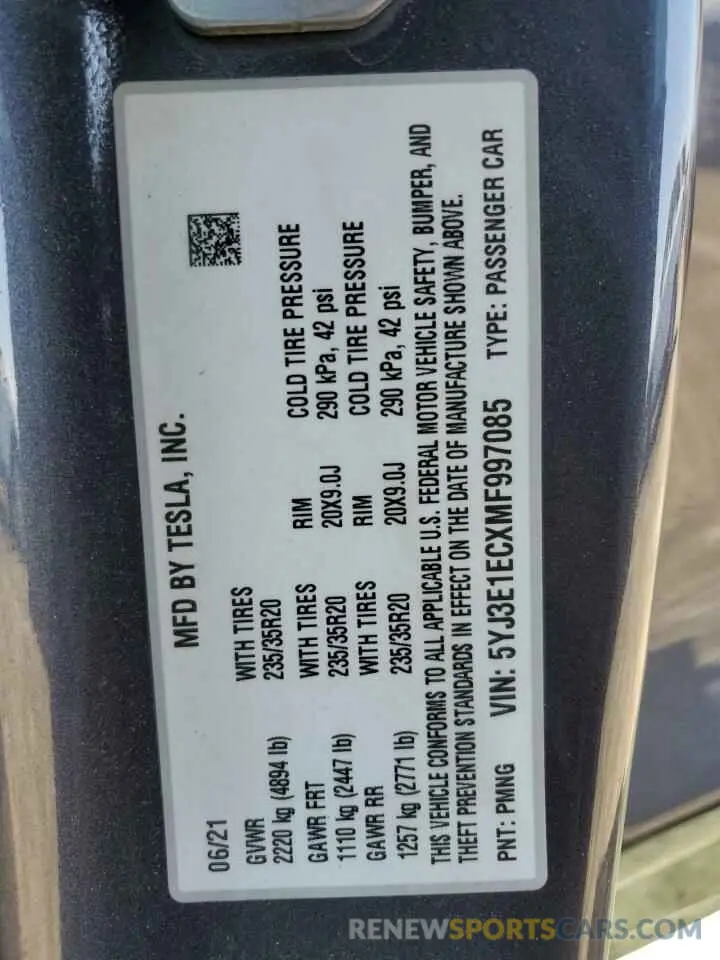 MFD BY TESLA, INC.
06/21
GVWR WITH TIRES
2220 kg (4894 lb) 235/35R20
GAWR FRT WITH TIRES RIM COLD TIRE PRESSURE
1110 kg (2447 lb) 235/35R20 20X9.0J 290 kPa, 42 psi
GAWR RR WITH TIRES RIM COLD TIRE PRESSURE
1257 kg (2771 lb) 235/35R20 20X9.0J 290 kPa, 42 psi
THIS VEHICLE CONFORMS TO ALL APPLICABLE U.S. FEDERAL MOTOR VEHICLE SAFETY, BUMPER, AND
THEFT PREVENTION STANDARDS IN EFFECT ON THE DATE OF MANUFACTURE SHOWN ABOVE.
PNT: PMNG VIN: 5YJ3E1ECXMF997085 TYPE: PASSENGER CAR
RENEWSPORTSCARS.COM